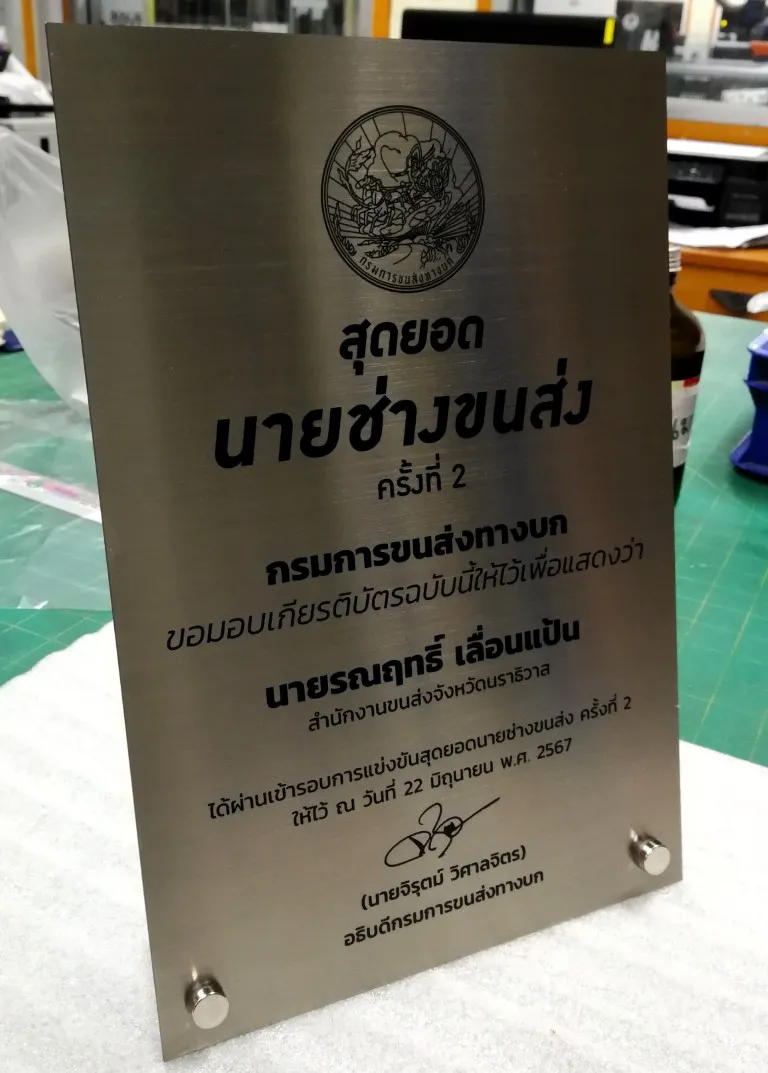 กรมการขนส่งทางบก
สุดยอด
นายช่างขนส่ง
ครั้งที่ 2
กรมการขนส่งทางบก
ขอมอบเกียรติบัตรฉบับนี้ให้ไว้เพื่อแสดงว่า
นายรณฤทธิ์ เลื่อนแป้น
สำนักงานขนส่งจังหวัดนราธิวาส
ได้ผ่านเข้ารอบการแข่งขันสุดยอดนายช่างขนส่ง ครั้งที่ 2
ให้ไว้ ณ วันที่ 22 มิถุนายน พ.ศ. 2567
(นายจิรุตม์ วิศาลจิตร)
อธิบดีกรมการขนส่งทางบก